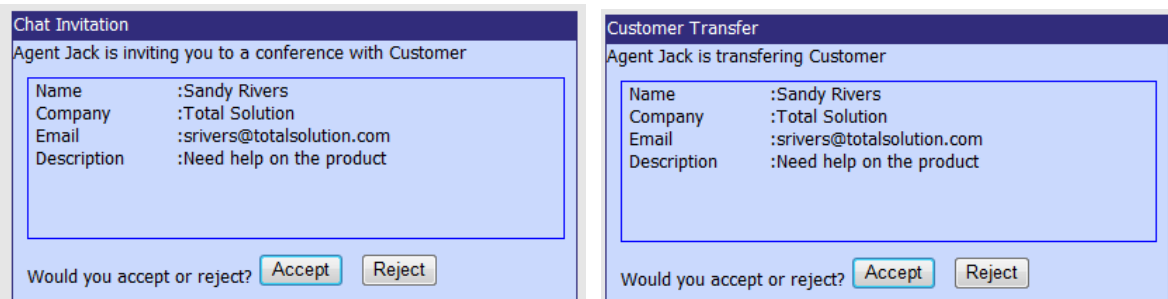 Chat Invitation
Agent Jack is inviting you to a conference with Customer
Name :Sandy Rivers
Company :Total Solution
Email :srivers@totalsolution.com
Description :Need help on the product
Would you accept or reject? Accept Reject
Customer Transfer
Agent Jack is transfering Customer
Name :Sandy Rivers
Company :Total Solution
Email :srivers@totalsolution.com
Description :Need help on the product
Would you accept or reject? Accept Reject